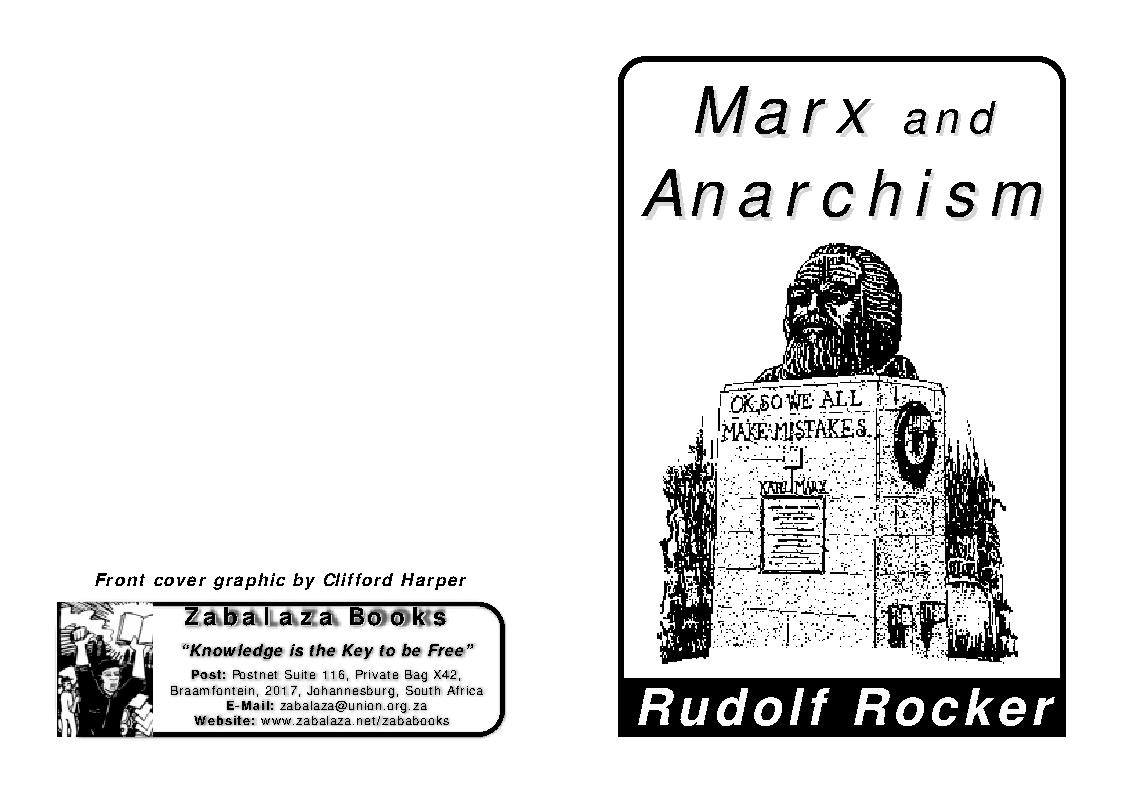 Front cover graphic by Clifford Harper
ZabaLaza Books
“Knowledge is the Key to be Free”
Post: Postnet Suite 116, Private Bag X42,
Braamfontein, 2017, Johannesburg, South Africa
E-Mail: zabalaza@union.org.za
Website: www.zabalaza.net/zababooks
Marx and
Anarchism
OK, SO WE ALL
MAKE MISTAKES.
KARL MARX
Rudolf Rocker